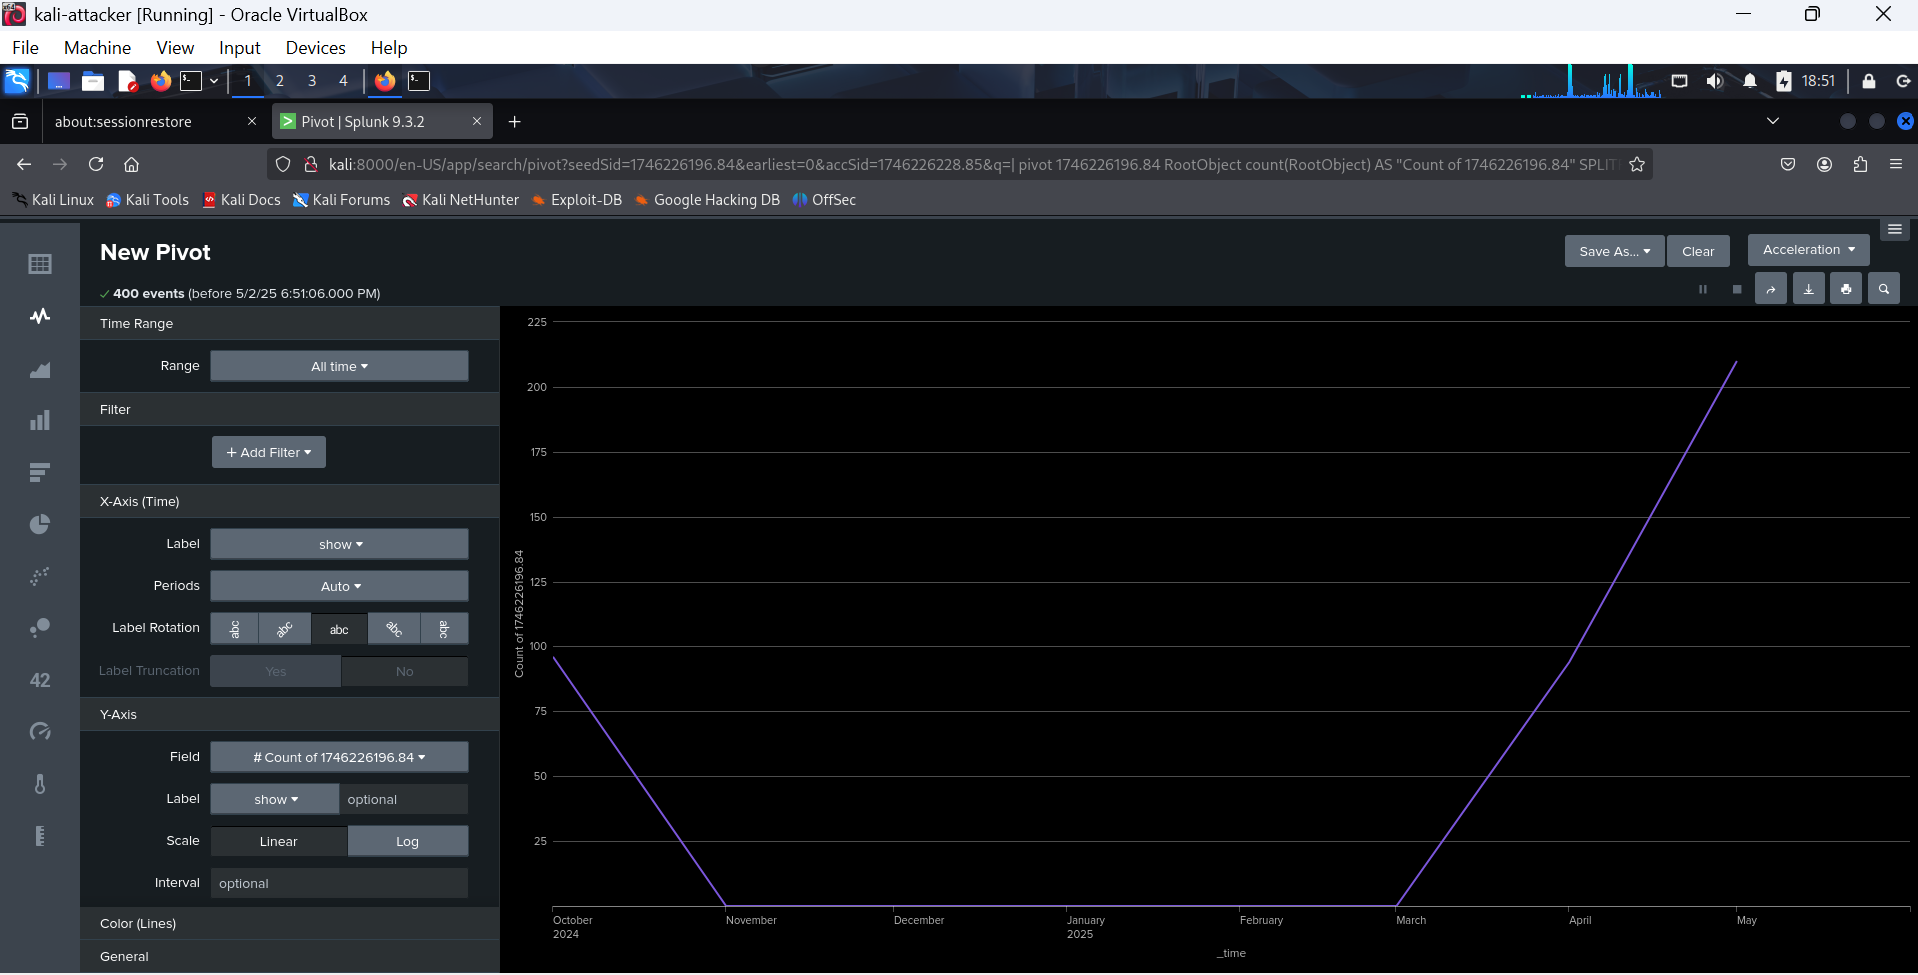 kali-attacker [Running] - Oracle VirtualBox
File Machine View Input Devices Help
1 2 3 4 18:51
about:sessionrestore Pivot | Splunk 9.3.2
kali:8000/en-US/app/search/pivot?seedSid=1746226196.84&earliest=0&accSid=1746226228.85&q=| pivot 1746226196.84 RootObject count(RootObject) AS "Count of 1746226196.84" SPLIT
Kali Linux Kali Tools Kali Docs Kali Forums Kali NetHunter Exploit-DB Google Hacking DB OffSec
New Pivot
Save As... Clear Acceleration
400 events (before 5/2/25 6:51:06.000 PM)
Time Range
Range All time
Filter
+ Add Filter
X-Axis (Time)
Label show
Periods Auto
Label Rotation abc abc abc abc abc
Label Truncation Yes No
Y-Axis
Field # Count of 1746226196.84
Label show optional
Scale Linear Log
Interval optional
Color (Lines)
General
42
225
200
175
150
125
100
75
50
25
Count of 1746226196.84
October November December January February March April May
2024 2025
_time